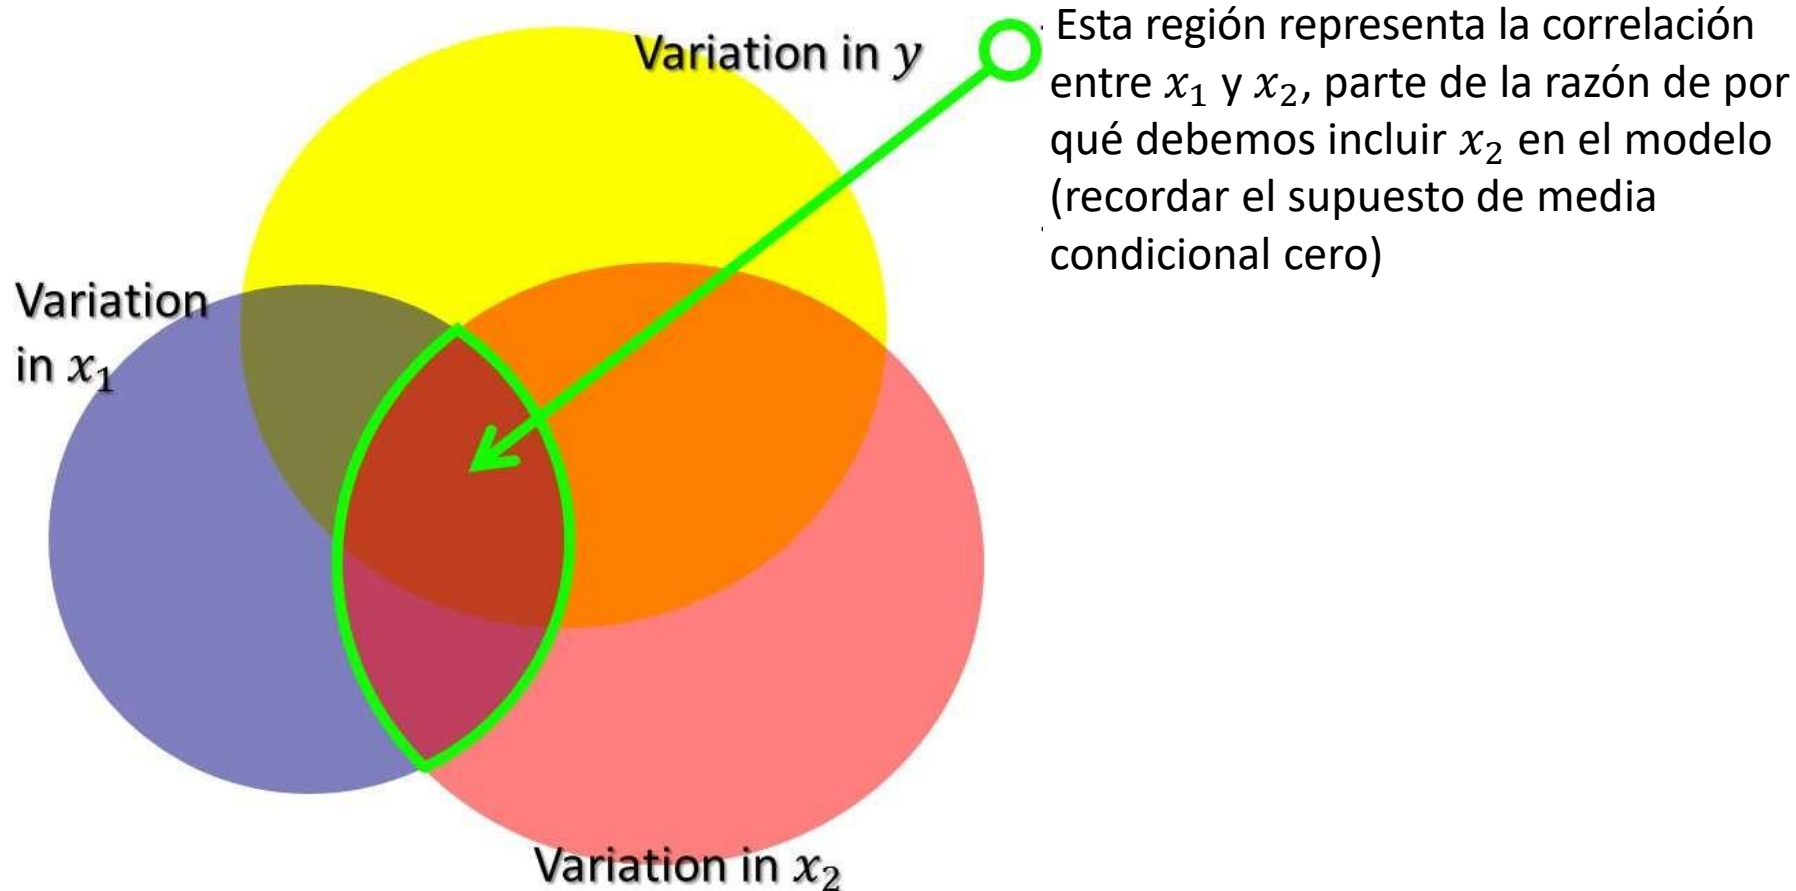 Variation in y
Esta región representa la correlación
entre x₁ y x₂, parte de la razón de por
qué debemos incluir x₂ en el modelo
(recordar el supuesto de media
condicional cero)
Variation
in x₁
Variation in x₂